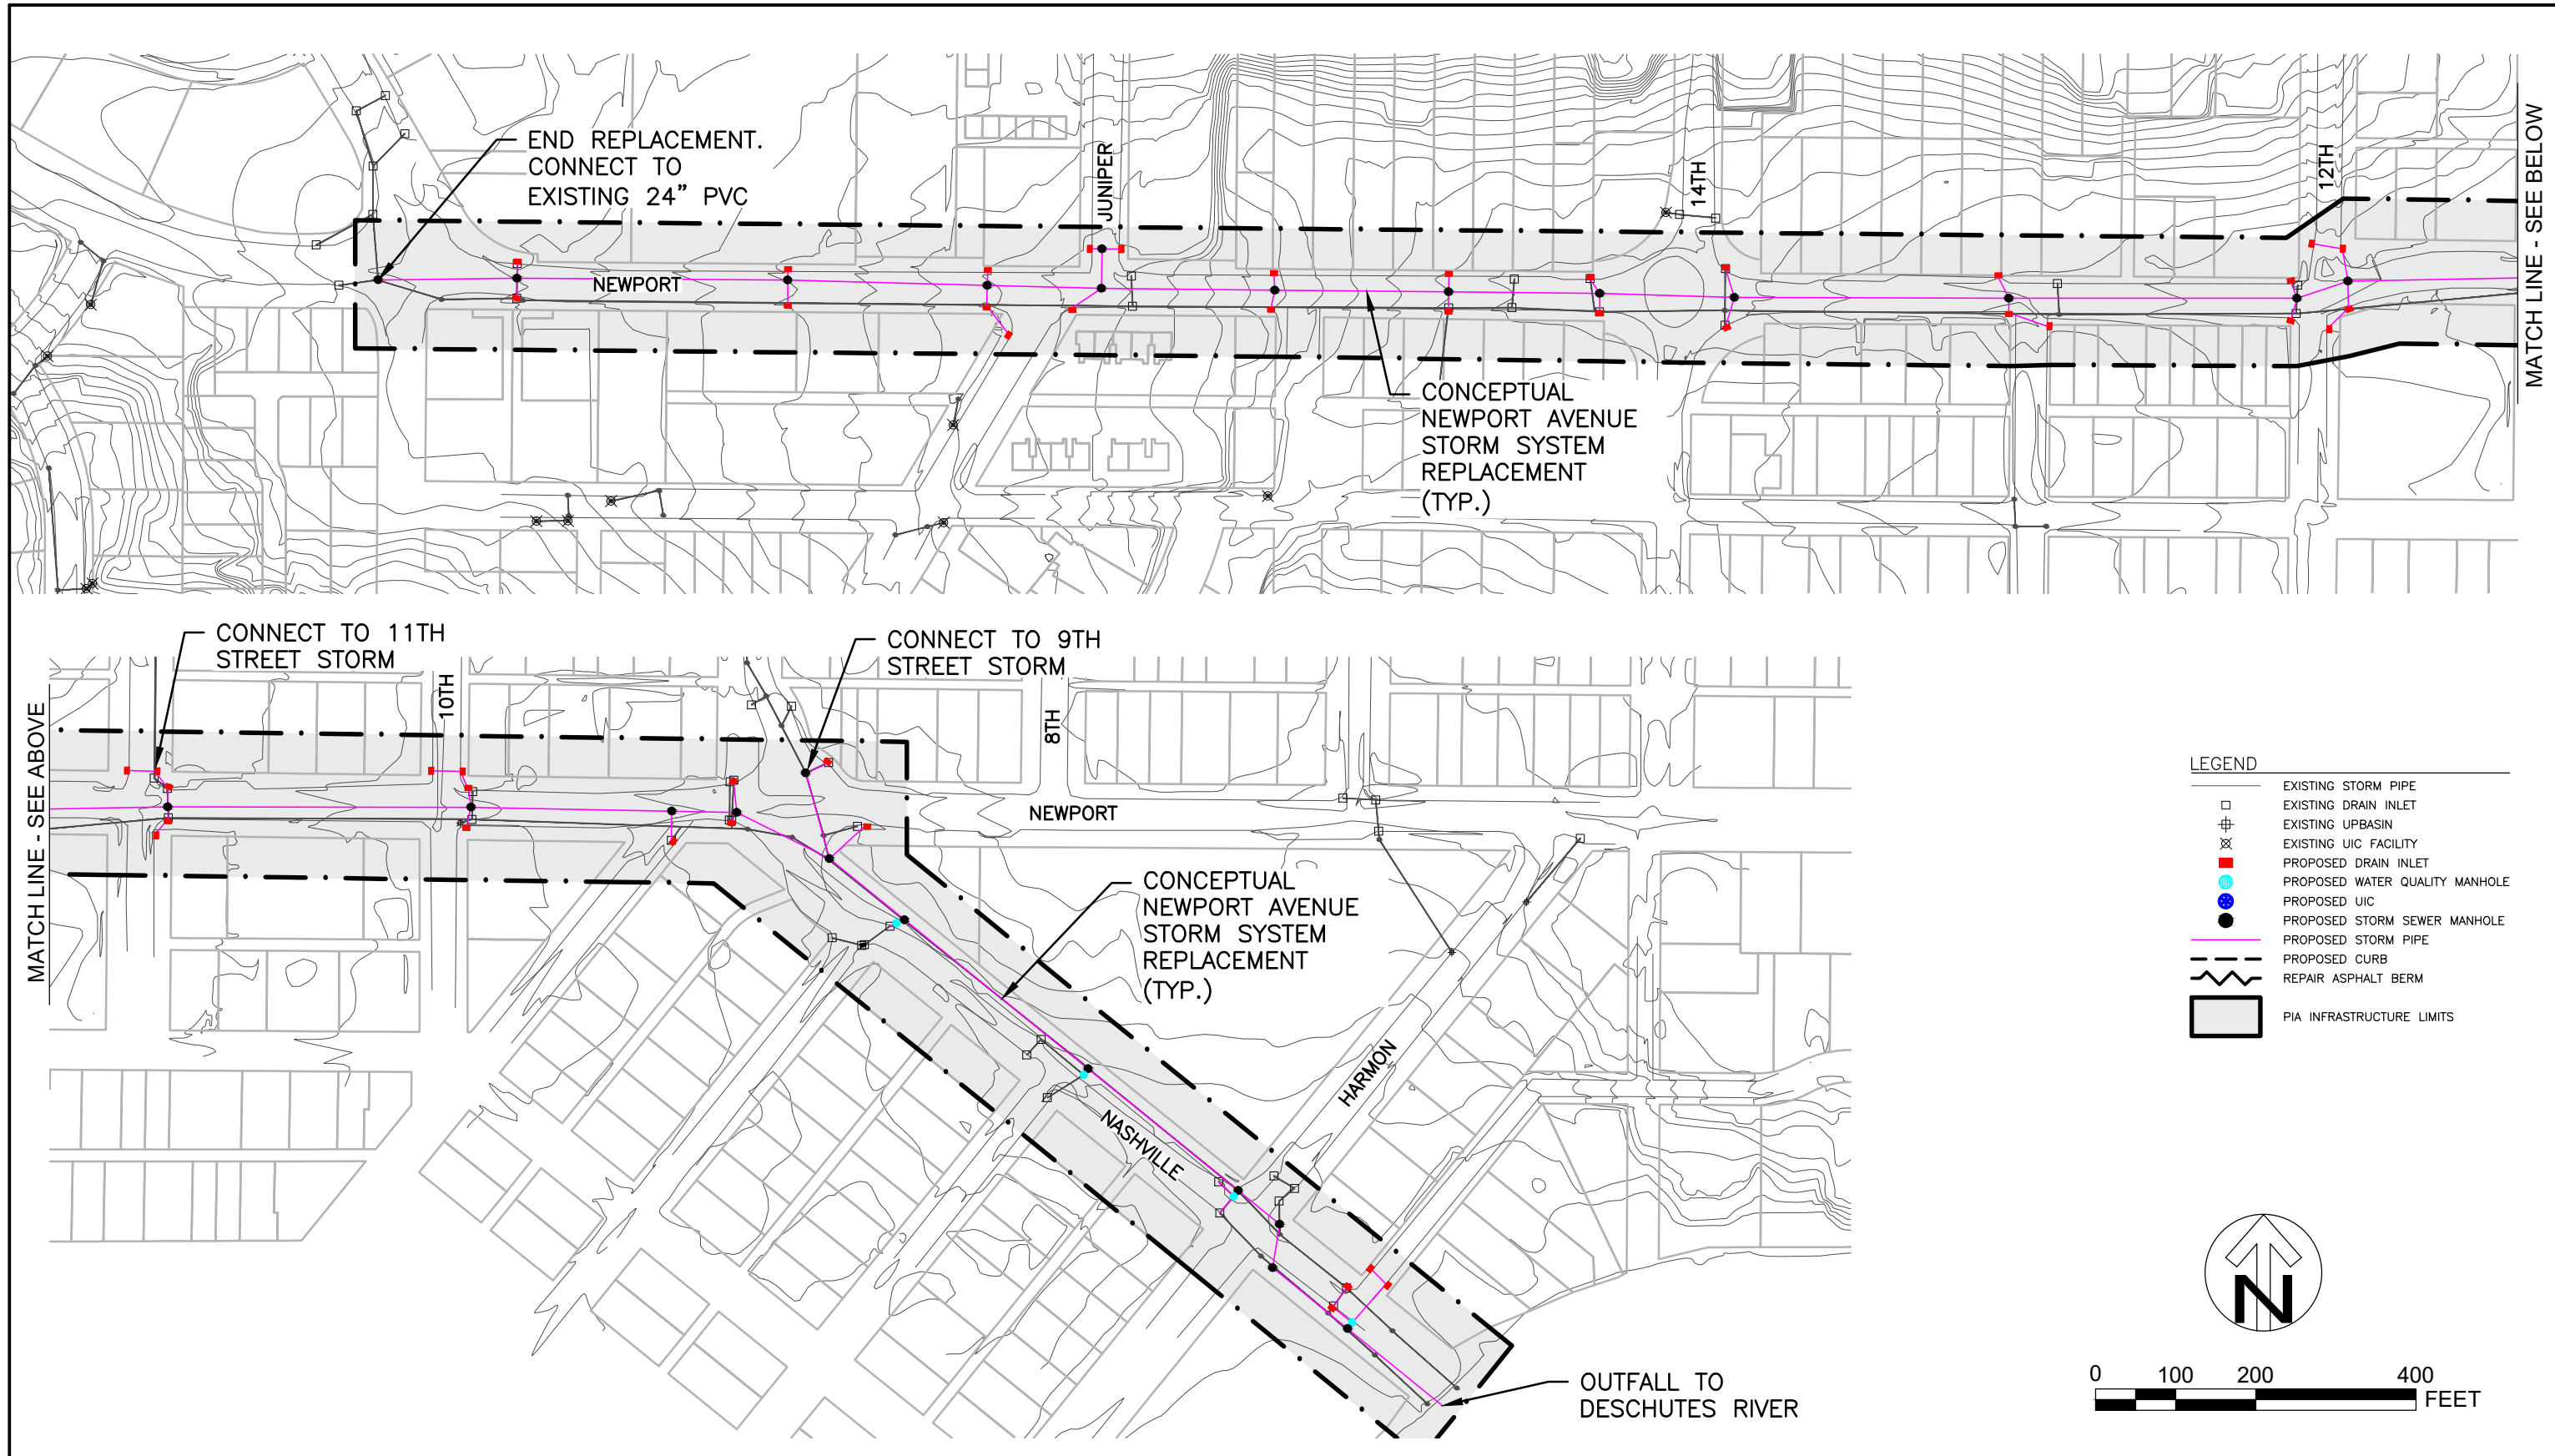 END REPLACEMENT.
CONNECT TO
EXISTING 24” PVC
JUNIPER
14TH
12TH
NEWPORT
MATCH LINE - SEE BELOW
CONCEPTUAL
NEWPORT AVENUE
STORM SYSTEM
REPLACEMENT
(TYP.)
CONNECT TO 11TH
STREET STORM
CONNECT TO 9TH
STREET STORM
10TH
8TH
MATCH LINE - SEE ABOVE
NEWPORT
CONCEPTUAL
NEWPORT AVENUE
STORM SYSTEM
REPLACEMENT
(TYP.)
HARMON
NASHVILLE
OUTFALL TO
DESCHUTES RIVER
LEGEND
EXISTING STORM PIPE
EXISTING DRAIN INLET
EXISTING UPBASIN
EXISTING UIC FACILITY
PROPOSED DRAIN INLET
PROPOSED WATER QUALITY MANHOLE
PROPOSED UIC
PROPOSED STORM SEWER MANHOLE
PROPOSED STORM PIPE
PROPOSED CURB
REPAIR ASPHALT BERM
PIA INFRASTRUCTURE LIMITS
N
0 100 200 400
FEET